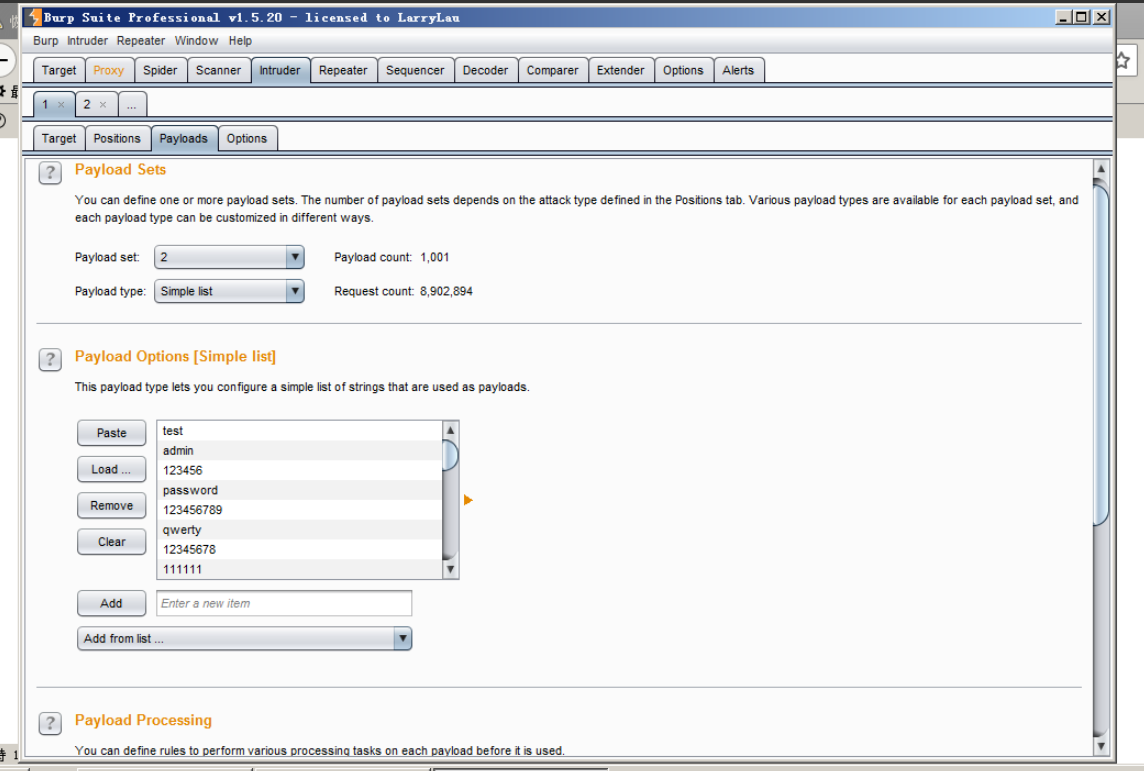 Burp Suite Professional v1.5.20 - licensed to LarryLau
Burp Intruder Repeater Window Help
Target Proxy Spider Scanner Intruder Repeater Sequencer Decoder Comparer Extender Options Alerts
1 × 2 × ...
Target Positions Payloads Options
? Payload Sets
You can define one or more payload sets. The number of payload sets depends on the attack type defined in the Positions tab. Various payload types are available for each payload set, and
each payload type can be customized in different ways.
Payload set: 2 Payload count: 1,001
Payload type: Simple list Request count: 8,902,894
? Payload Options [Simple list]
This payload type lets you configure a simple list of strings that are used as payloads.
Paste
Load ...
Remove
Clear
test
admin
123456
password
123456789
qwerty
12345678
111111
Add Enter a new item
Add from list ...
? Payload Processing
You can define rules to perform various processing tasks on each payload before it is used.